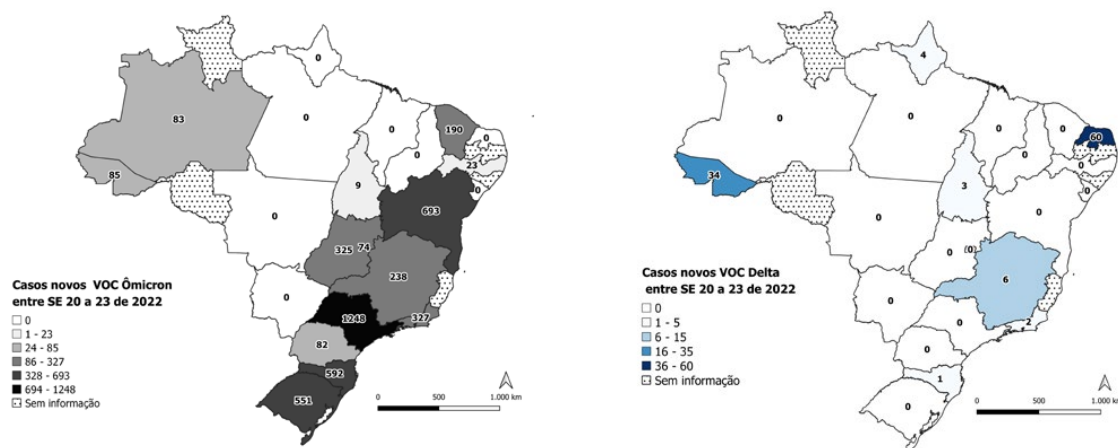 0
83
0
0
190
0
0
23
0
85
9
693
0
325
74
238
0
1248
327
82
592
551
Casos novos VOC Ômicron
entre SE 20 a 23 de 2022
0
1 - 23
24 - 85
86 - 327
328 - 693
694 - 1248
Sem informação
0
500
1.000 km
4
0
0
0
0
60
0
0
0
34
3
0
0
0
(0)
6
0
0
2
0
1
0
Casos novos VOC Delta
entre SE 20 a 23 de 2022
0
1 - 5
6 - 15
16 - 35
36 - 60
Sem informação
0
500
1.000 km